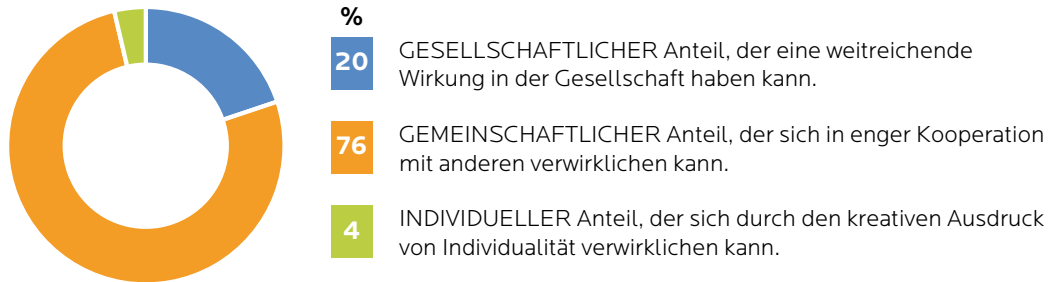 %
20 GESELLSCHAFTLICHER Anteil, der eine weitreichende
Wirkung in der Gesellschaft haben kann.
76 GEMEINSCHAFTLICHER Anteil, der sich in enger Kooperation
mit anderen verwirklichen kann.
4 INDIVIDUELLER Anteil, der sich durch den kreativen Ausdruck
von Individualität verwirklichen kann.